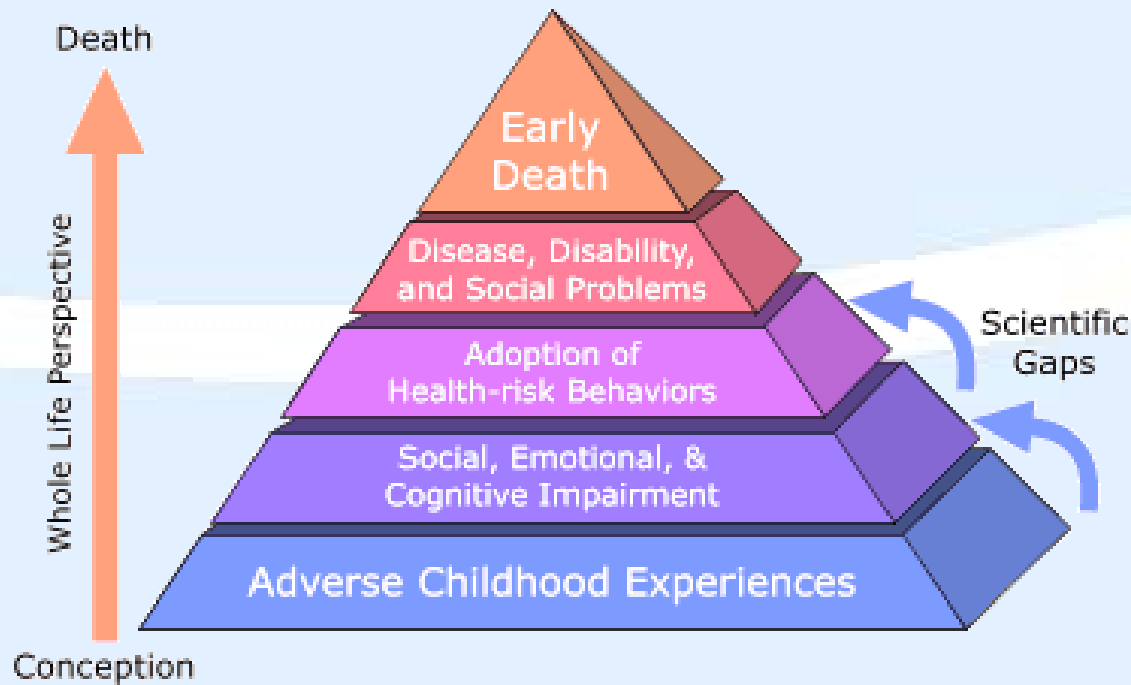 Death
Early
Death
Disease, Disability,
and Social Problems
Whole Life Perspective
Scientific
Gaps
Adoption of
Health-risk Behaviors
Social, Emotional, &
Cognitive Impairment
Adverse Childhood Experiences
Conception